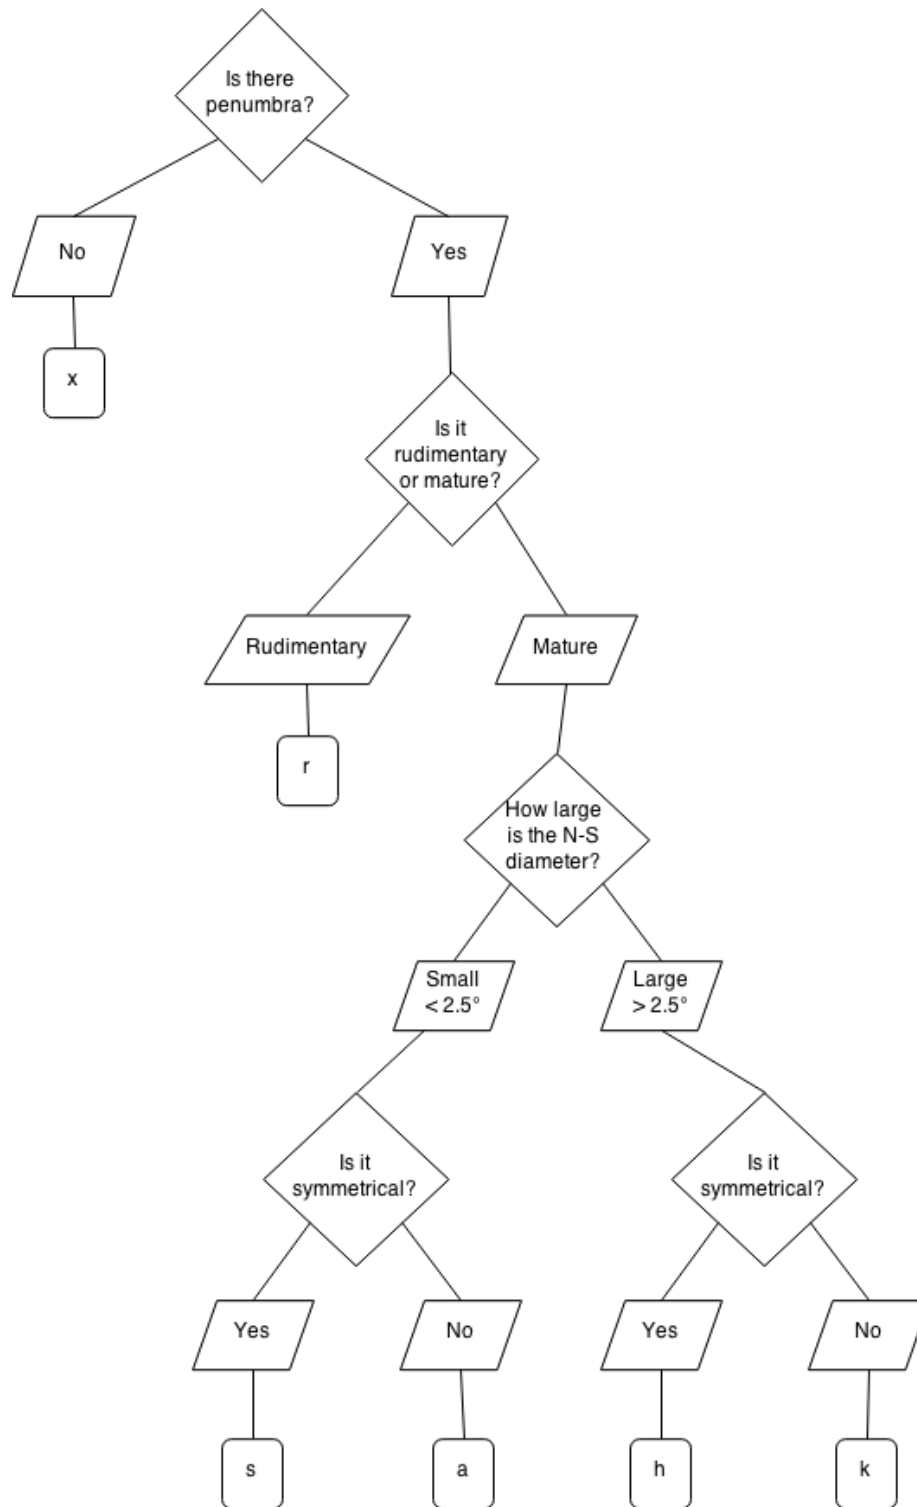 Is there
penumbra?
No
Yes
x
Is it
rudimentary
or mature?
Rudimentary
Mature
r
How large
is the N-S
diameter?
Small
< 2.5°
Large
> 2.5°
Is it
symmetrical?
Is it
symmetrical?
Yes
No
Yes
No
s
a
h
k